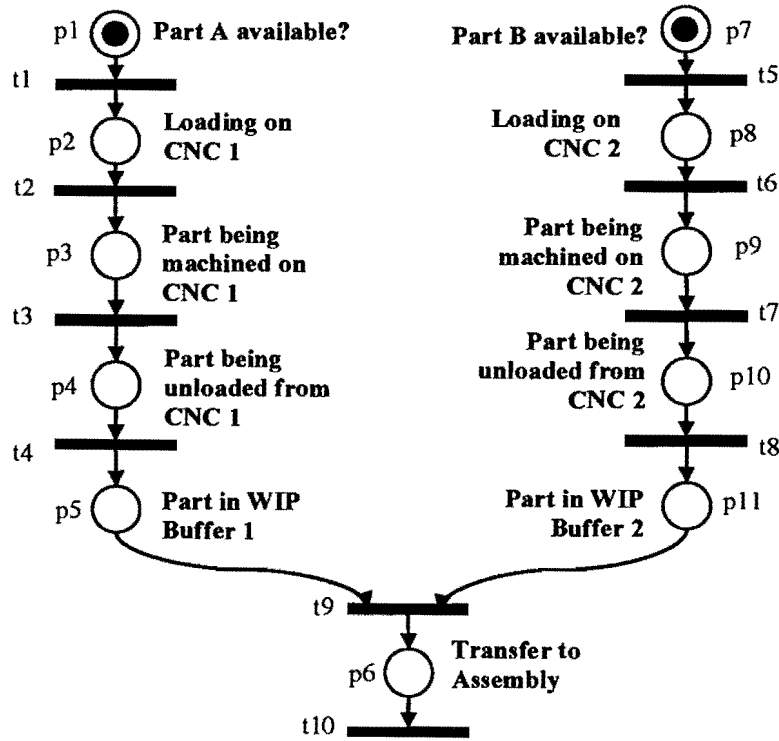 p1 Part A available?
t1
p2 Loading on
CNC 1
t2
p3 Part being
machined on
CNC 1
t3
p4 Part being
unloaded from
CNC 1
t4
p5 Part in WIP
Buffer 1
Part B available? p7
t5
Loading on p8
CNC 2
t6
Part being p9
machined on
CNC 2
t7
Part being
unloaded from p10
CNC 2
t8
Part in WIP p11
Buffer 2
t9
p6 Transfer to
Assembly
t10